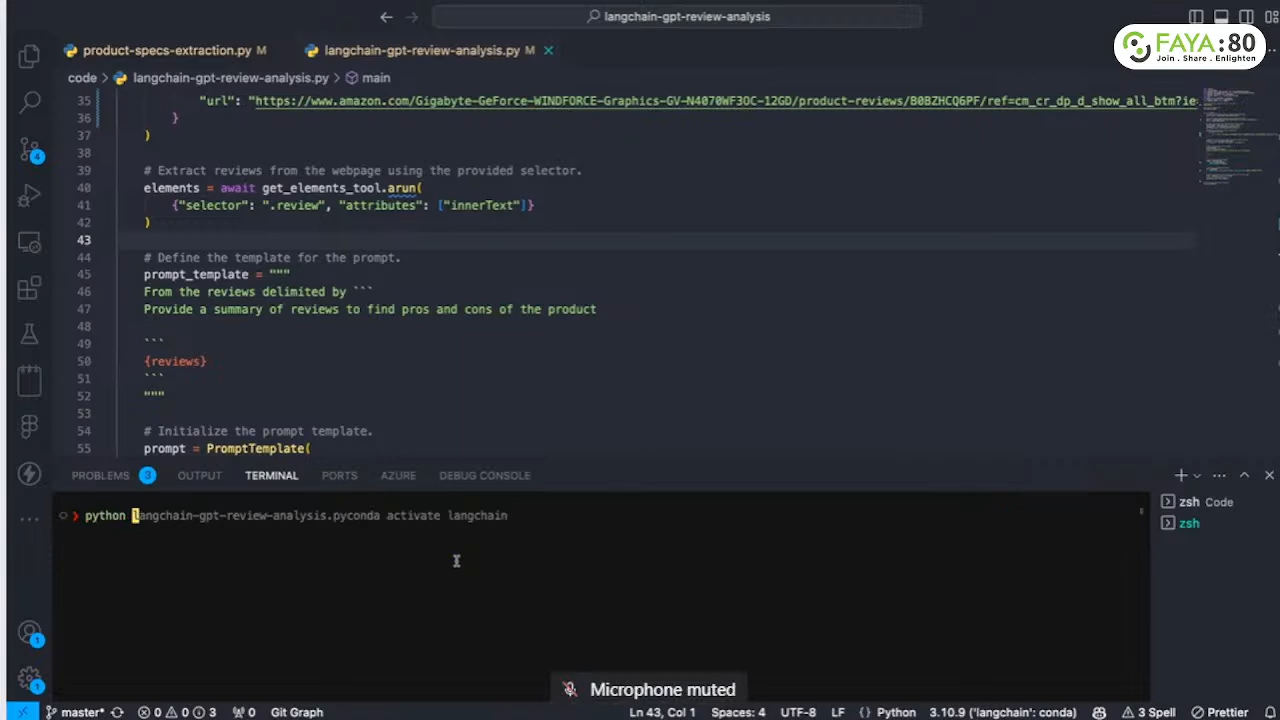 langchain-gpt-review-analysis
FAYA:80
Join . Share . Enlighten
product-specs-extraction.py M
langchain-gpt-review-analysis.py M
code > langchain-gpt-review-analysis.py > main
35 "url": "https://www.amazon.com/Gigabyte-GeForce-WINDFORCE-Graphics-GV-N4070WF3OC-12GD/product-reviews/B0BZHCQ6PF/ref=cm_cr_dp_d_show_all_btm?ie=
36 }
37 )
38
39 # Extract reviews from the webpage using the provided selector.
40 elements = await get_elements_tool.arun(
41 {"selector": ".review", "attributes": ["innerText"]}
42 )
43
44 # Define the template for the prompt.
45 prompt_template = """
46 From the reviews delimited by ```
47 Provide a summary of reviews to find pros and cons of the product
48
49 ```
50 {reviews}
51 ```
52 """
53
54 # Initialize the prompt template.
55 prompt = PromptTemplate(
PROBLEMS 3 OUTPUT TERMINAL PORTS AZURE DEBUG CONSOLE
python langchain-gpt-review-analysis.pyconda activate langchain
zsh Code
zsh
4
1
1
Microphone muted
master* 0 0 3 0 Git Graph Ln 43, Col 1 Spaces: 4 UTF-8 LF {} Python 3.10.9 ('langchain': conda) 3 Spell Prettier